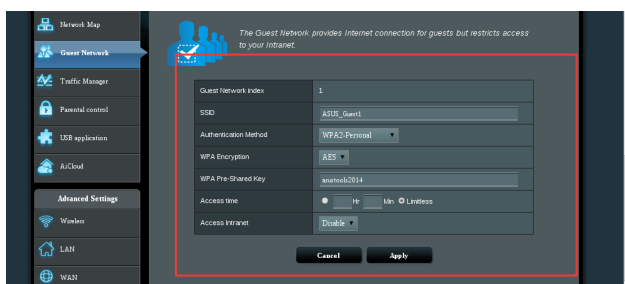 Network Map
Guest Network
Traffic Manager
Parental control
USB application
AiCloud
Advanced Settings
Wireless
LAN
WAN
The Guest Network provides Internet connection for guests but restricts access
to your Intranet.
Guest Network index 1
SSID ASUS_Guest1
Authentication Method WPA2-Personal
WPA Encryption AES
WPA Pre-Shared Key asustools2014
Access time Hr Min Limitless
Access Intranet Disable
Cancel Apply